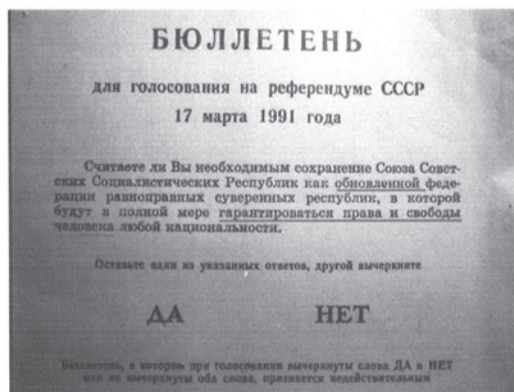 БЮЛЛЕТЕНЬ
для голосования на референдуме СССР
17 марта 1991 года
Считаете ли Вы необходимым сохранение Союза Совет-
ских Социалистических Республик как обновленной феде-
рации равноправных суверенных республик, в которой
будут в полной мере гарантироваться права и свободы
человека любой национальности.
Оставьте один из указанных ответов, другой вычеркните
ДА НЕТ
Бюллетень, в котором при голосовании вычеркнуты слова ДА и НЕТ
или не вычеркнуты оба слова, признается недействительным